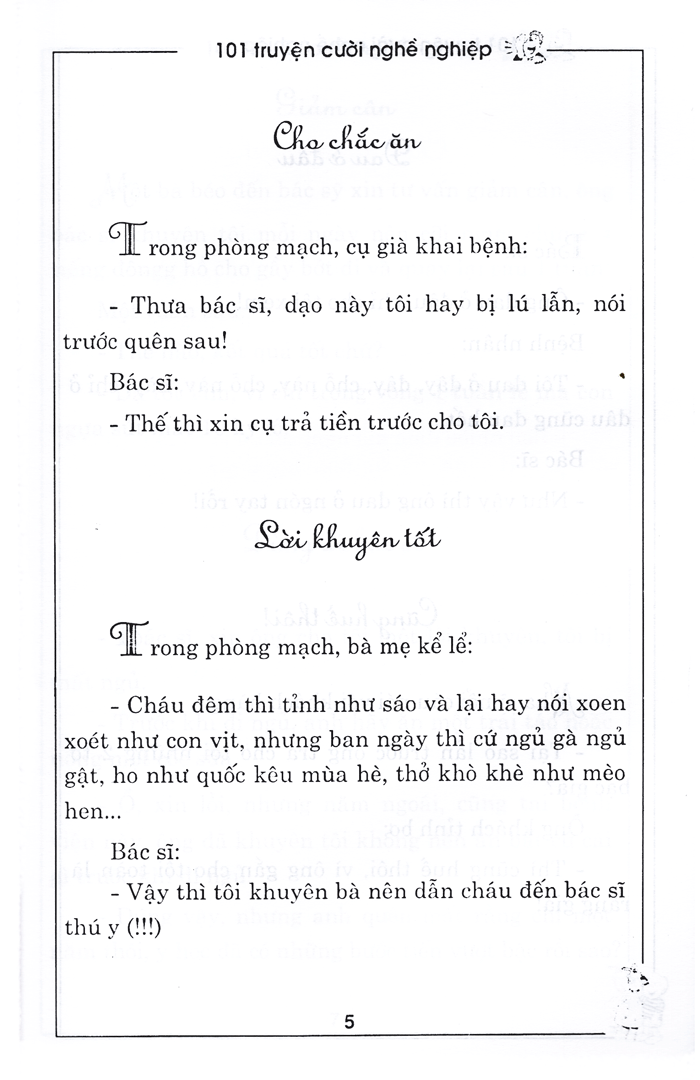 101 truyện cười nghề nghiệp
Cho chắc ăn
Trong phòng mạch, cụ già khai bệnh:
- Thưa bác sĩ, dạo này tôi hay bị lú lẫn, nói
trước quên sau!
Bác sĩ:
- Thế thì xin cụ trả tiền trước cho tôi.
Lời khuyên tốt
Trong phòng mạch, bà mẹ kể lể:
- Cháu đêm thì tỉnh như sáo và lại hay nói xoen
xoét như con vịt, nhưng ban ngày thì cứ ngủ gà ngủ
gật, ho như quốc kêu mùa hè, thở khò khè như mèo
hen...
Bác sĩ:
- Vậy thì tôi khuyên bà nên dẫn cháu đến bác sĩ
thú y (!!!)
5